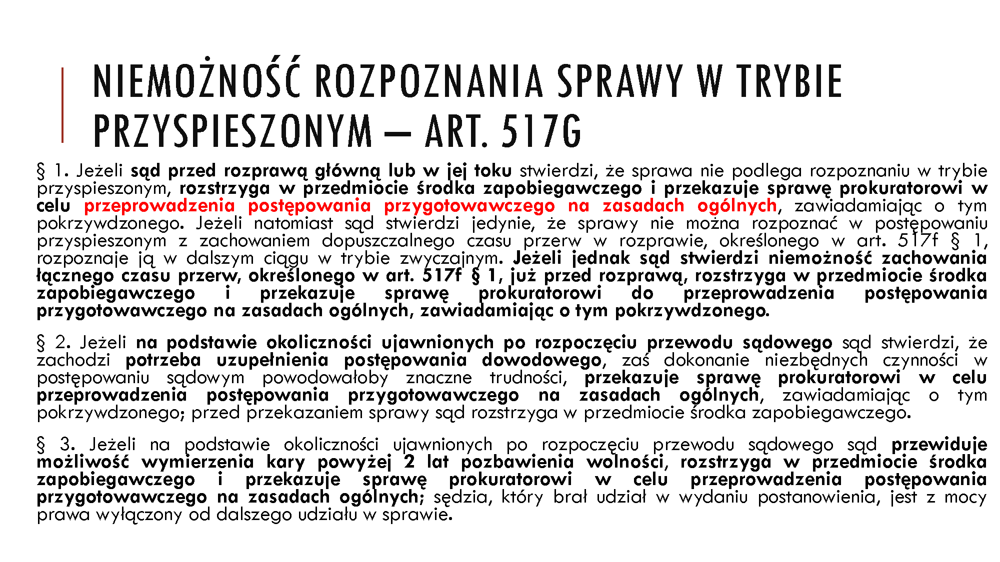 NIEMOŻNOŚĆ ROZPOZNANIA SPRAWY W TRYBIE
PRZYSPIESZONYM – ART. 517G
§ 1. Jeżeli sąd przed rozprawą główną lub w jej toku stwierdzi, że sprawa nie podlega rozpoznaniu w trybie
przyspieszonym, rozstrzyga w przedmiocie środka zapobiegawczego i przekazuje sprawę prokuratorowi w
celu przeprowadzenia postępowania przygotowawczego na zasadach ogólnych, zawiadamiając o tym
pokrzywdzonego. Jeżeli natomiast sąd stwierdzi jedynie, że sprawy nie można rozpoznać w postępowaniu
przyspieszonym z zachowaniem dopuszczalnego czasu przerw w rozprawie, określonego w art. 517f § 1,
rozpoznaje ją w dalszym ciągu w trybie zwyczajnym. Jeżeli jednak sąd stwierdzi niemożność zachowania
łącznego czasu przerw, określonego w art. 517f § 1, już przed rozprawą, rozstrzyga w przedmiocie środka
zapobiegawczego i przekazuje sprawę prokuratorowi do przeprowadzenia postępowania
przygotowawczego na zasadach ogólnych, zawiadamiając o tym pokrzywdzonego.
§ 2. Jeżeli na podstawie okoliczności ujawnionych po rozpoczęciu przewodu sądowego sąd stwierdzi, że
zachodzi potrzeba uzupełnienia postępowania dowodowego, zaś dokonanie niezbędnych czynności w
postępowaniu sądowym powodowałoby znaczne trudności, przekazuje sprawę prokuratorowi w celu
przeprowadzenia postępowania przygotowawczego na zasadach ogólnych, zawiadamiając o tym
pokrzywdzonego; przed przekazaniem sprawy sąd rozstrzyga w przedmiocie środka zapobiegawczego.
§ 3. Jeżeli na podstawie okoliczności ujawnionych po rozpoczęciu przewodu sądowego sąd przewiduje
możliwość wymierzenia kary powyżej 2 lat pozbawienia wolności, rozstrzyga w przedmiocie środka
zapobiegawczego i przekazuje sprawę prokuratorowi w celu przeprowadzenia postępowania
przygotowawczego na zasadach ogólnych; sędzia, który brał udział w wydaniu postanowienia, jest z mocy
prawa wyłączony od dalszego udziału w sprawie.